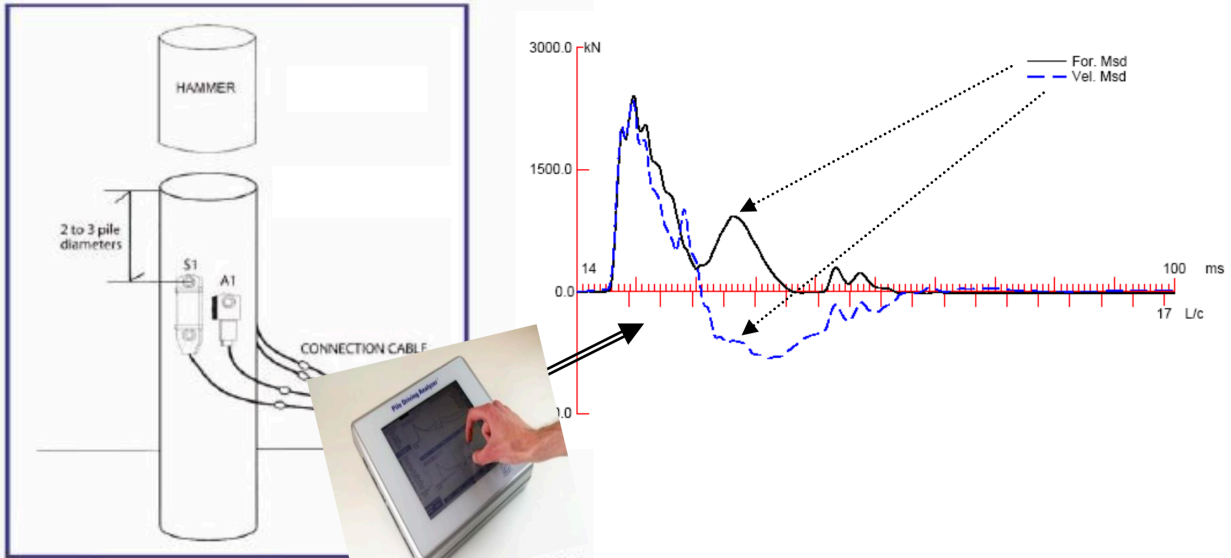 HAMMER
2 to 3 pile
diameters
S1
A1
CONNECTION CABLE
Pile Driving Analyzer
3000.0
kN
For. Msd
Vel. Msd
1500.0
14
100
ms
0.0
17
L/c